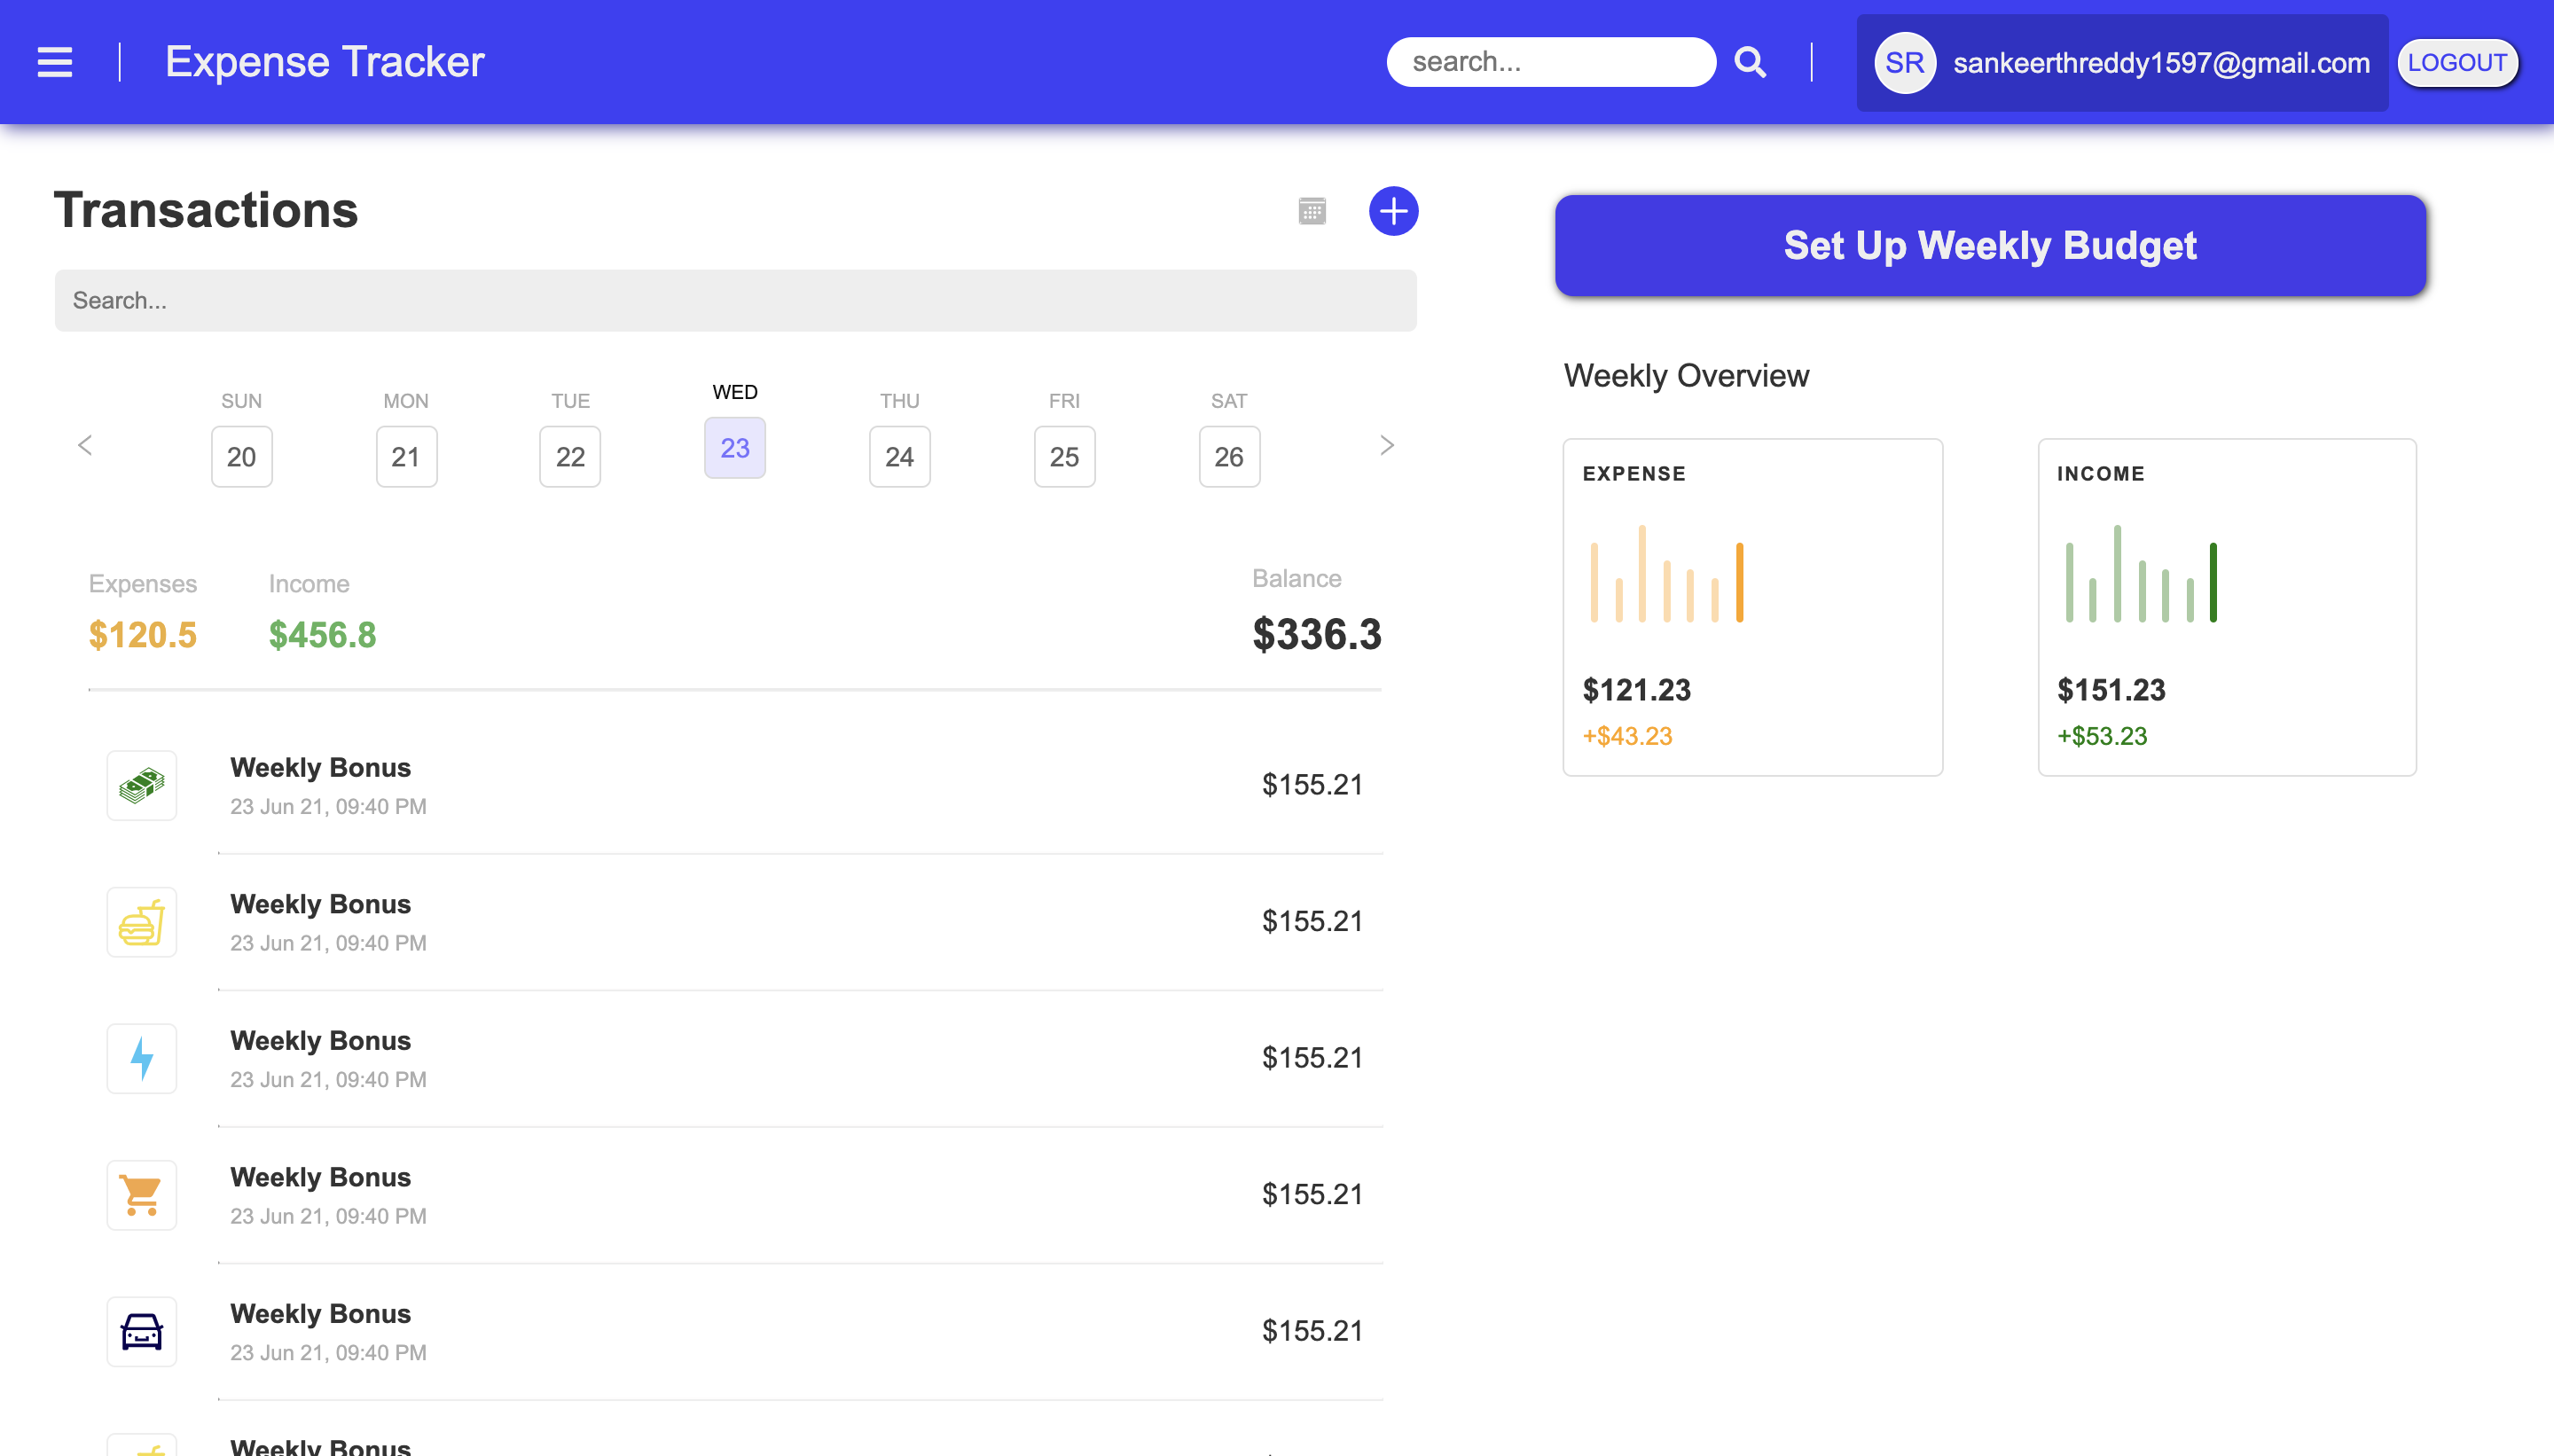 Expense Tracker
search...
SR
sankeerthreddy1597@gmail.com
LOGOUT
Transactions
Search...
SUN
MON
TUE
WED
THU
FRI
SAT
20
21
22
23
24
25
26
Expenses
Income
Balance
$120.5
$456.8
$336.3
Weekly Bonus
23 Jun 21, 09:40 PM
$155.21
Weekly Bonus
23 Jun 21, 09:40 PM
$155.21
Weekly Bonus
23 Jun 21, 09:40 PM
$155.21
Weekly Bonus
23 Jun 21, 09:40 PM
$155.21
Weekly Bonus
23 Jun 21, 09:40 PM
$155.21
Weekly Bonus
Set Up Weekly Budget
Weekly Overview
EXPENSE
$121.23
+$43.23
INCOME
$151.23
+$53.23